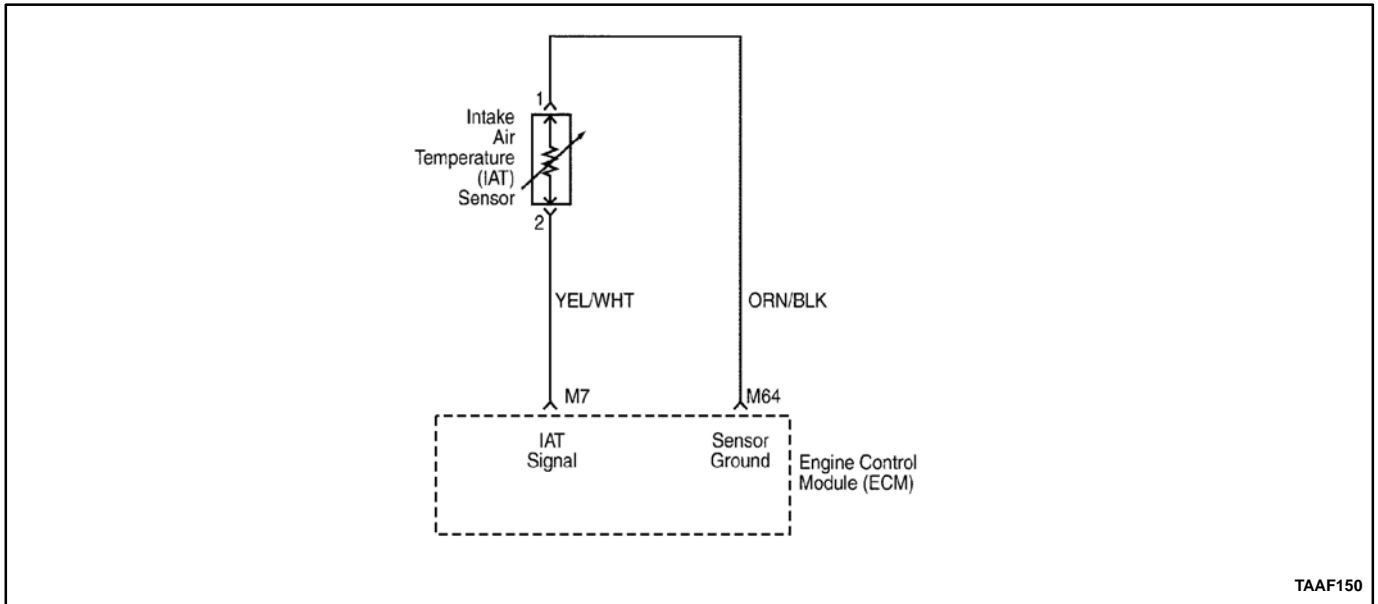 1
Intake
Air
Temperature
(IAT)
Sensor
2
YEL/WHT
ORN/BLK
M7
M64
IAT
Signal
Sensor
Ground
Engine Control
Module (ECM)
TAAF150